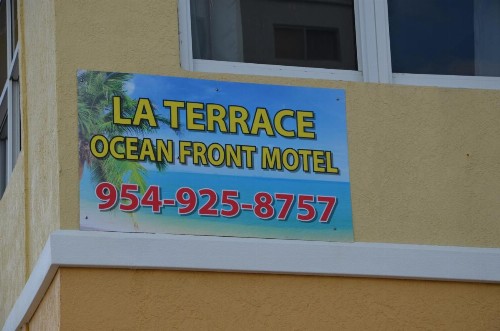 LA TERRACE
OCEAN FRONT MOTEL
954-925-8757